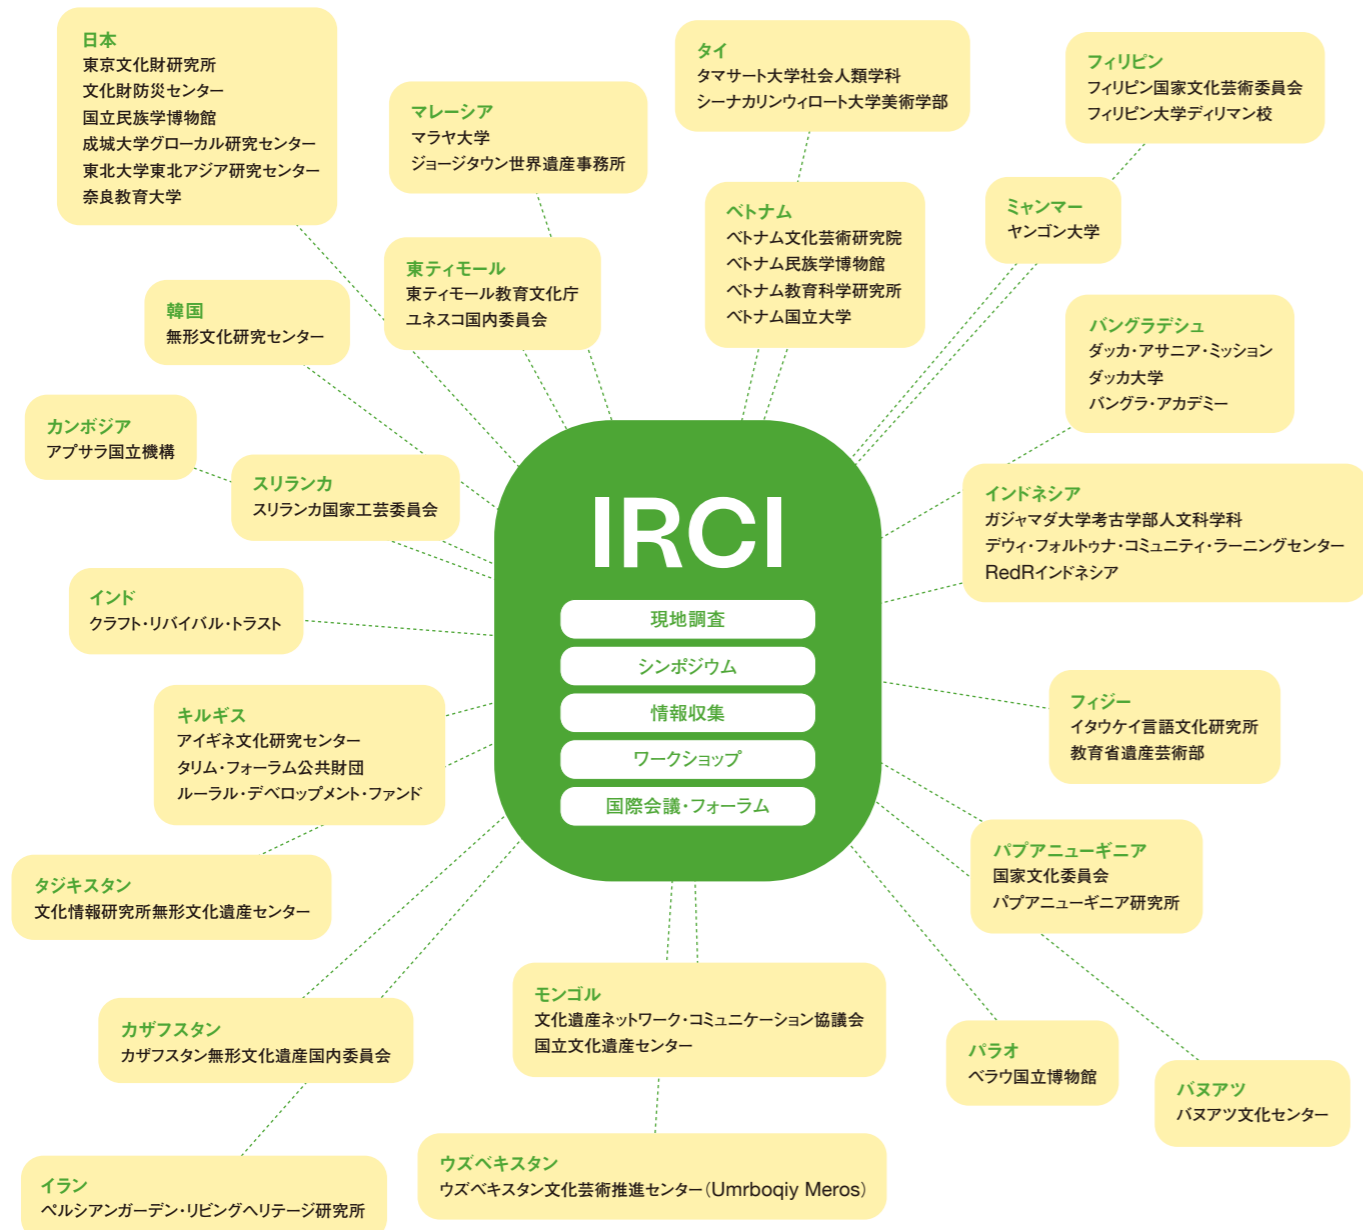 日本
東京文化財研究所
文化財防災センター
国立民族学博物館
成城大学グローカル研究センター
東北大学東北アジア研究センター
奈良教育大学
マレーシア
マラヤ大学
ジョージタウン世界遺産事務所
タイ
タマサート大学社会人類学科
シーナカリンウィロート大学美術学部
フィリピン
フィリピン国家文化芸術委員会
フィリピン大学ディリマン校
東ティモール
東ティモール教育文化庁
ユネスコ国内委員会
ベトナム
ベトナム文化芸術研究院
ベトナム民族学博物館
ベトナム教育科学研究所
ベトナム国立大学
ミャンマー
ヤンゴン大学
韓国
無形文化研究センター
バングラデシュ
ダッカ・アサニア・ミッション
ダッカ大学
バングラ・アカデミー
カンボジア
アプサラ国立機構
スリランカ
スリランカ国家工芸委員会
インドネシア
ガジャマダ大学考古学部人文科学科
デウィ・フォルトゥナ・コミュニティ・ラーニングセンター
RedRインドネシア
IRCI
現地調査
シンポジウム
情報収集
ワークショップ
国際会議・フォーラム
インド
クラフト・リバイバル・トラスト
キルギス
アイギネ文化研究センター
タリム・フォーラム公共財団
ルーラル・デベロップメント・ファンド
フィジー
イタウケイ言語文化研究所
教育省遺産芸術部
タジキスタン
文化情報研究所無形文化遺産センター
パプアニューギニア
国家文化委員会
パプアニューギニア研究所
カザフスタン
カザフスタン無形文化遺産国内委員会
モンゴル
文化遺産ネットワーク・コミュニケーション協議会
国立文化遺産センター
パラオ
ベラウ国立博物館
バヌアツ
バヌアツ文化センター
イラン
ペルシアンガーデン・リビングヘリテージ研究所
ウズベキスタン
ウズベキスタン文化芸術推進センター(Umrboqiy Meros)